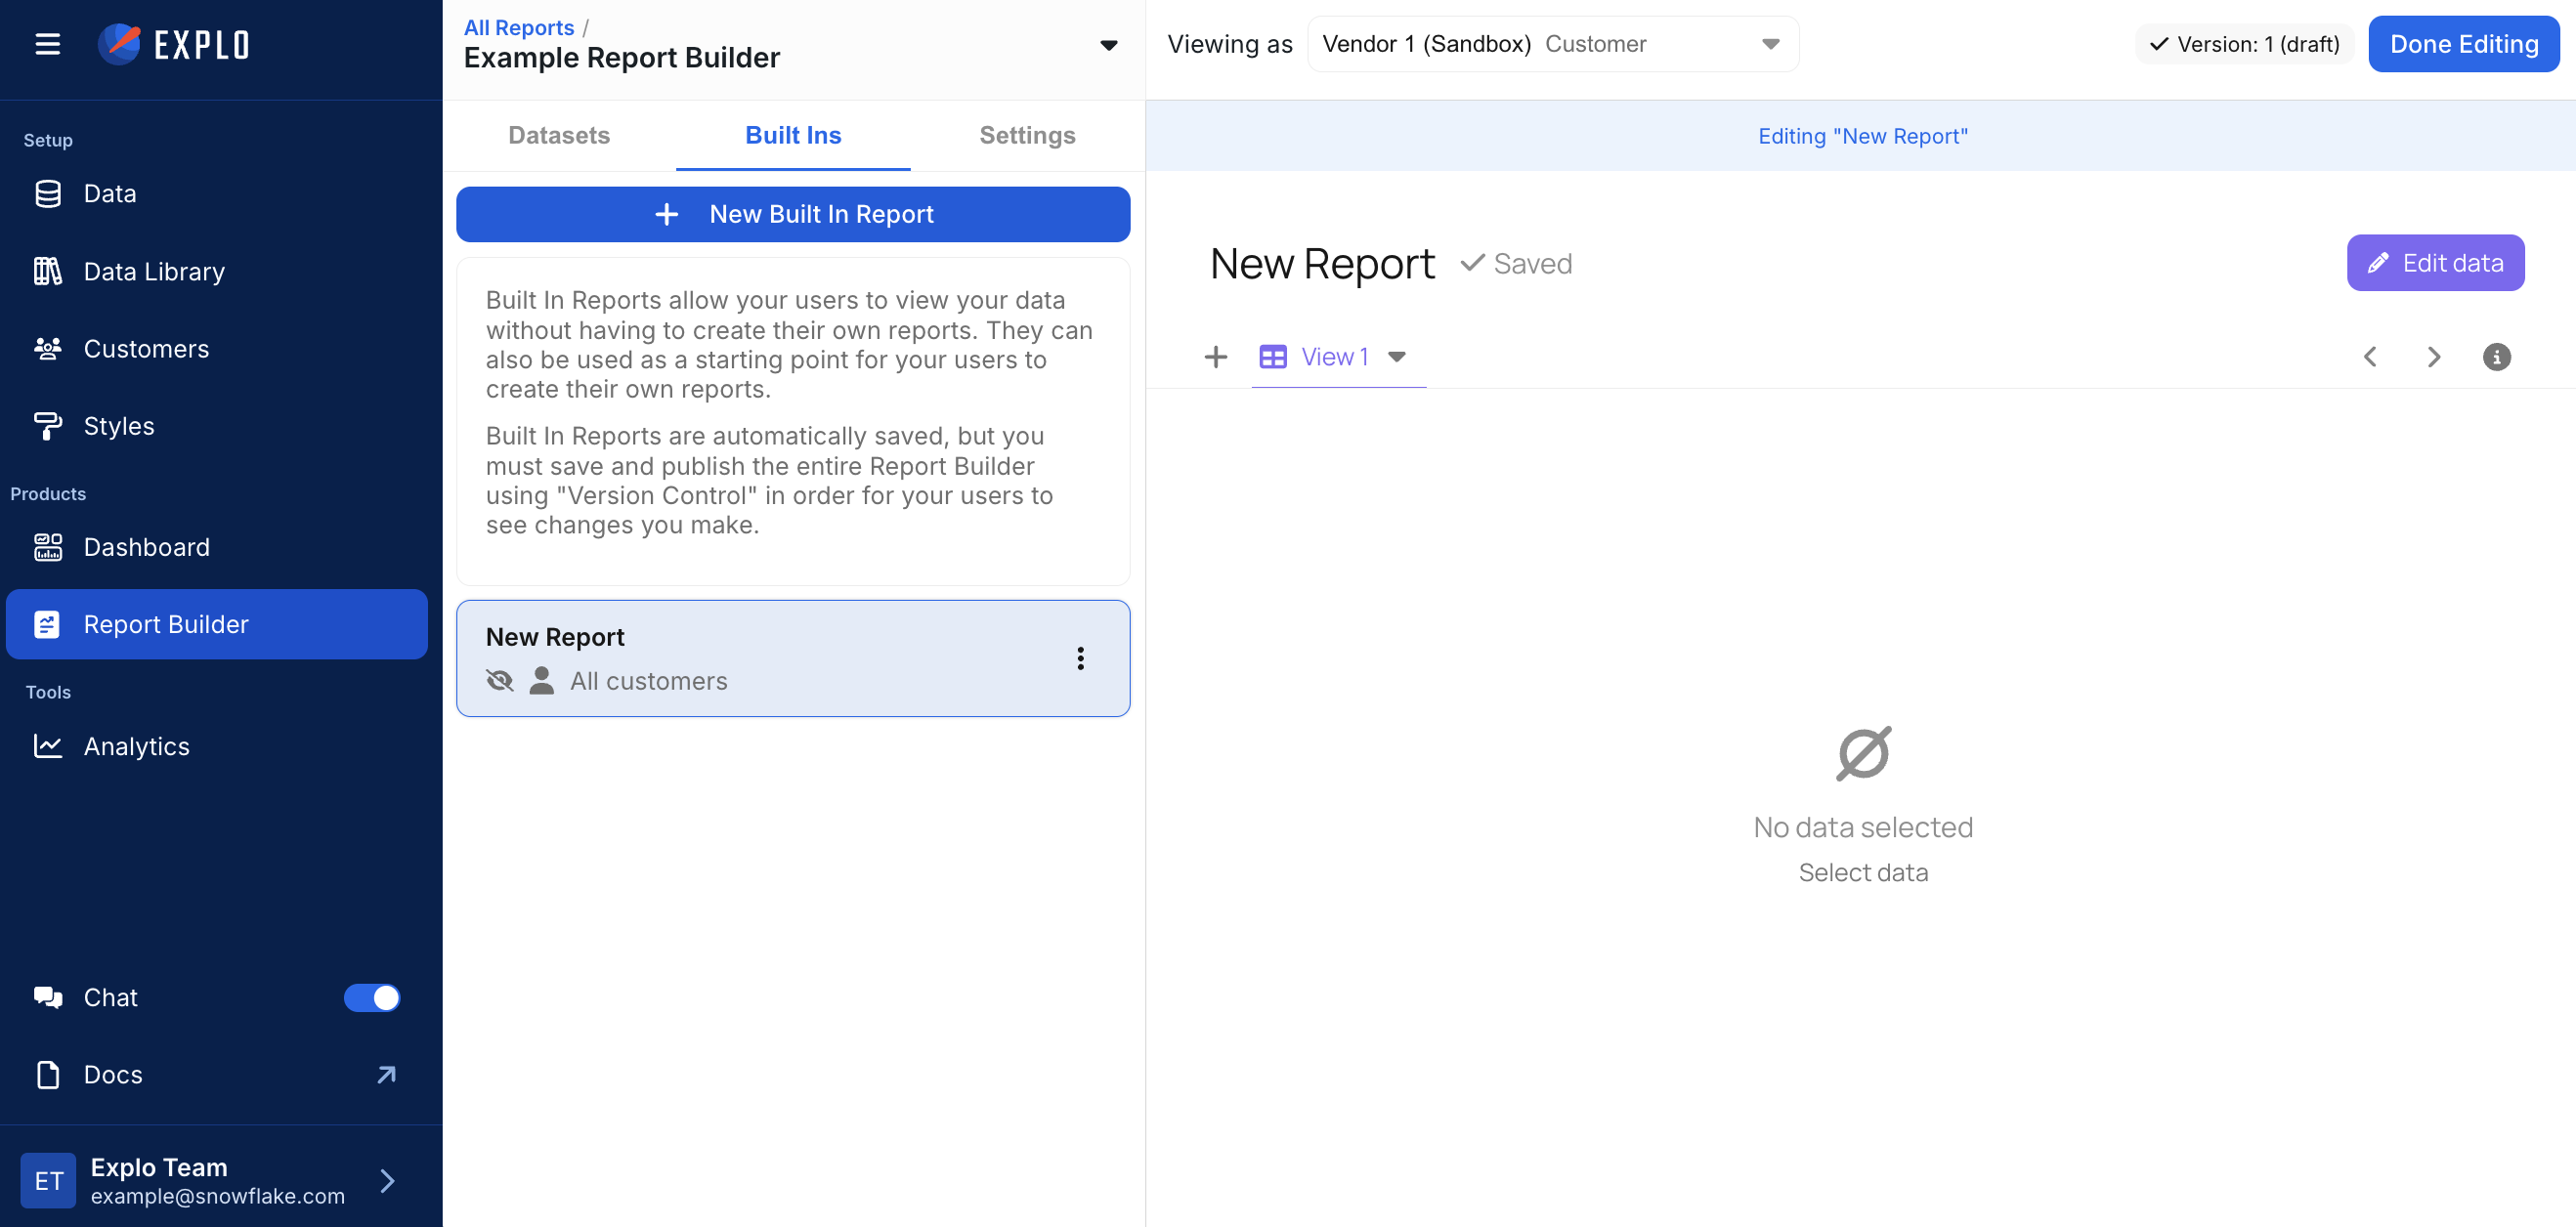 EXPLO
Setup
Data
Data Library
Customers
Styles
Products
Dashboard
Report Builder
Tools
Analytics
Chat
Docs
ET
Explo Team
example@snowflake.com
All Reports /
Example Report Builder
Datasets
Built Ins
Settings
New Built In Report
Built In Reports allow your users to view your data
without having to create their own reports. They can
also be used as a starting point for your users to
create their own reports.
Built In Reports are automatically saved, but you
must save and publish the entire Report Builder
using "Version Control" in order for your users to
see changes you make.
New Report
All customers
Viewing as
Vendor 1 (Sandbox) Customer
Version: 1 (draft)
Done Editing
Editing "New Report"
New Report
Saved
Edit data
View 1
No data selected
Select data